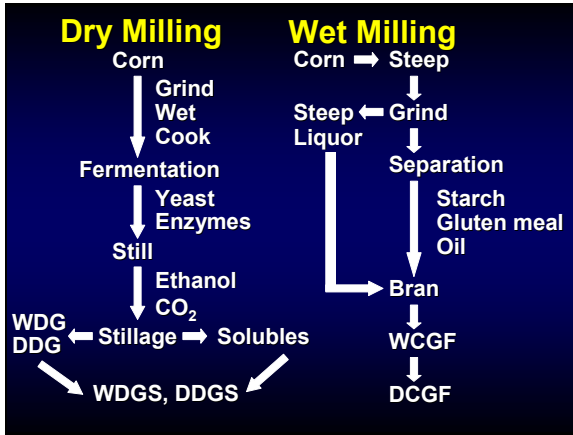 Dry Milling
Corn
Grind
Wet
Cook
Fermentation
Yeast
Enzymes
Still
Ethanol
CO₂
WDG
DDG
Stillage
Solubles
WDGS, DDGS
Wet Milling
Corn
Steep
Steep
Liquor
Grind
Separation
Starch
Gluten meal
Oil
Bran
WCGF
DCGF